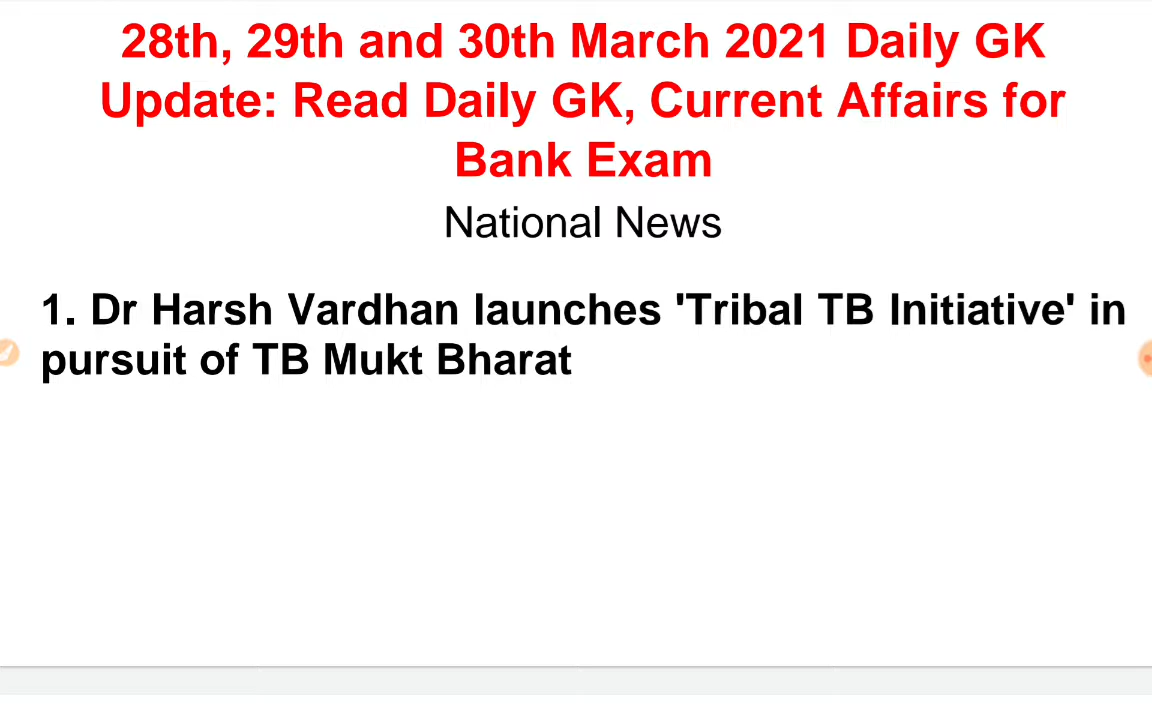 28th, 29th and 30th March 2021 Daily GK
Update: Read Daily GK, Current Affairs for
Bank Exam
National News
1. Dr Harsh Vardhan launches 'Tribal TB Initiative' in
pursuit of TB Mukt Bharat